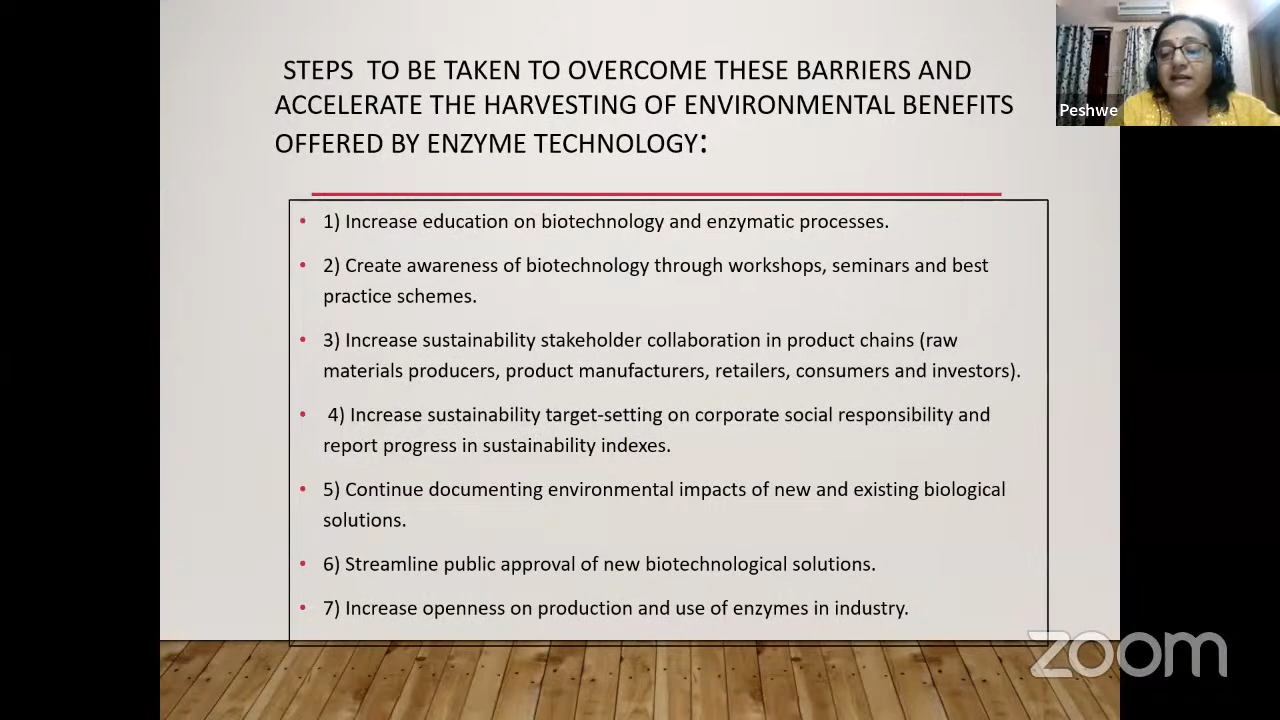 STEPS TO BE TAKEN TO OVERCOME THESE BARRIERS AND
ACCELERATE THE HARVESTING OF ENVIRONMENTAL BENEFITS
OFFERED BY ENZYME TECHNOLOGY:
Peshwe
• 1) Increase education on biotechnology and enzymatic processes.
• 2) Create awareness of biotechnology through workshops, seminars and best
practice schemes.
• 3) Increase sustainability stakeholder collaboration in product chains (raw
materials producers, product manufacturers, retailers, consumers and investors).
• 4) Increase sustainability target-setting on corporate social responsibility and
report progress in sustainability indexes.
• 5) Continue documenting environmental impacts of new and existing biological
solutions.
• 6) Streamline public approval of new biotechnological solutions.
• 7) Increase openness on production and use of enzymes in industry.
zoom